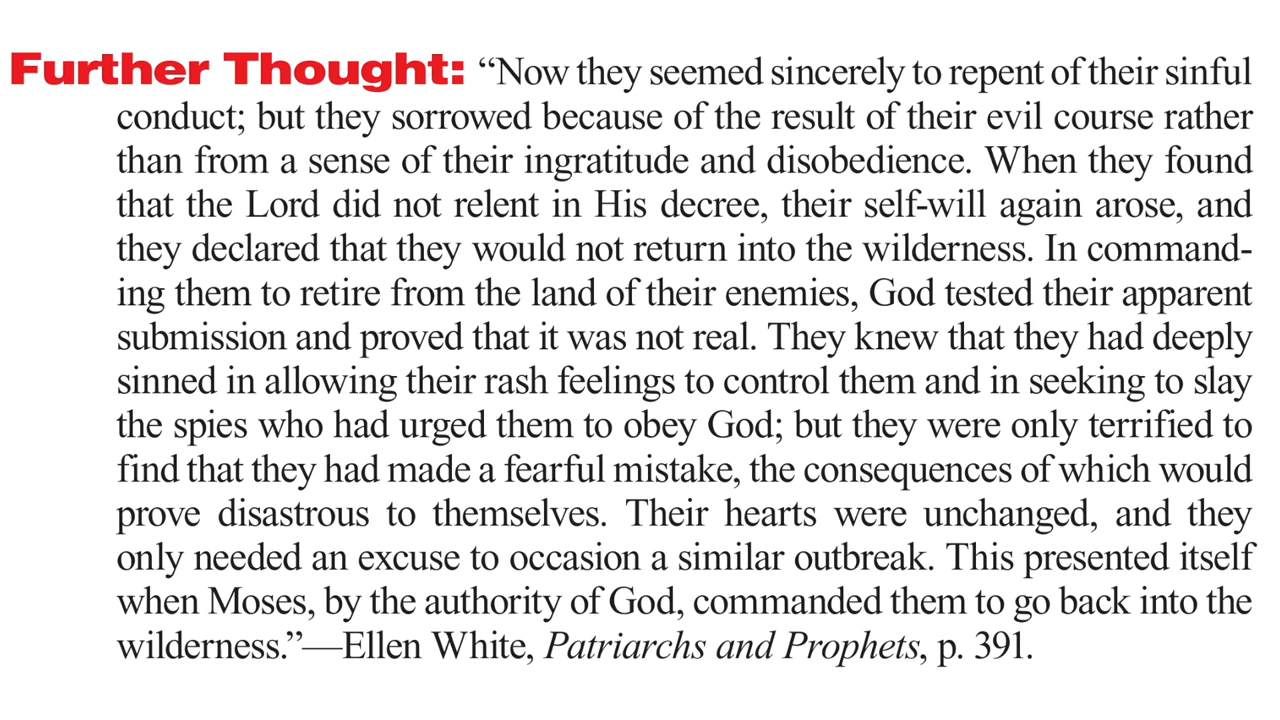 Further Thought: “Now they seemed sincerely to repent of their sinful
conduct; but they sorrowed because of the result of their evil course rather
than from a sense of their ingratitude and disobedience. When they found
that the Lord did not relent in His decree, their self-will again arose, and
they declared that they would not return into the wilderness. In command-
ing them to retire from the land of their enemies, God tested their apparent
submission and proved that it was not real. They knew that they had deeply
sinned in allowing their rash feelings to control them and in seeking to slay
the spies who had urged them to obey God; but they were only terrified to
find that they had made a fearful mistake, the consequences of which would
prove disastrous to themselves. Their hearts were unchanged, and they
only needed an excuse to occasion a similar outbreak. This presented itself
when Moses, by the authority of God, commanded them to go back into the
wilderness.”—Ellen White, Patriarchs and Prophets, p. 391.